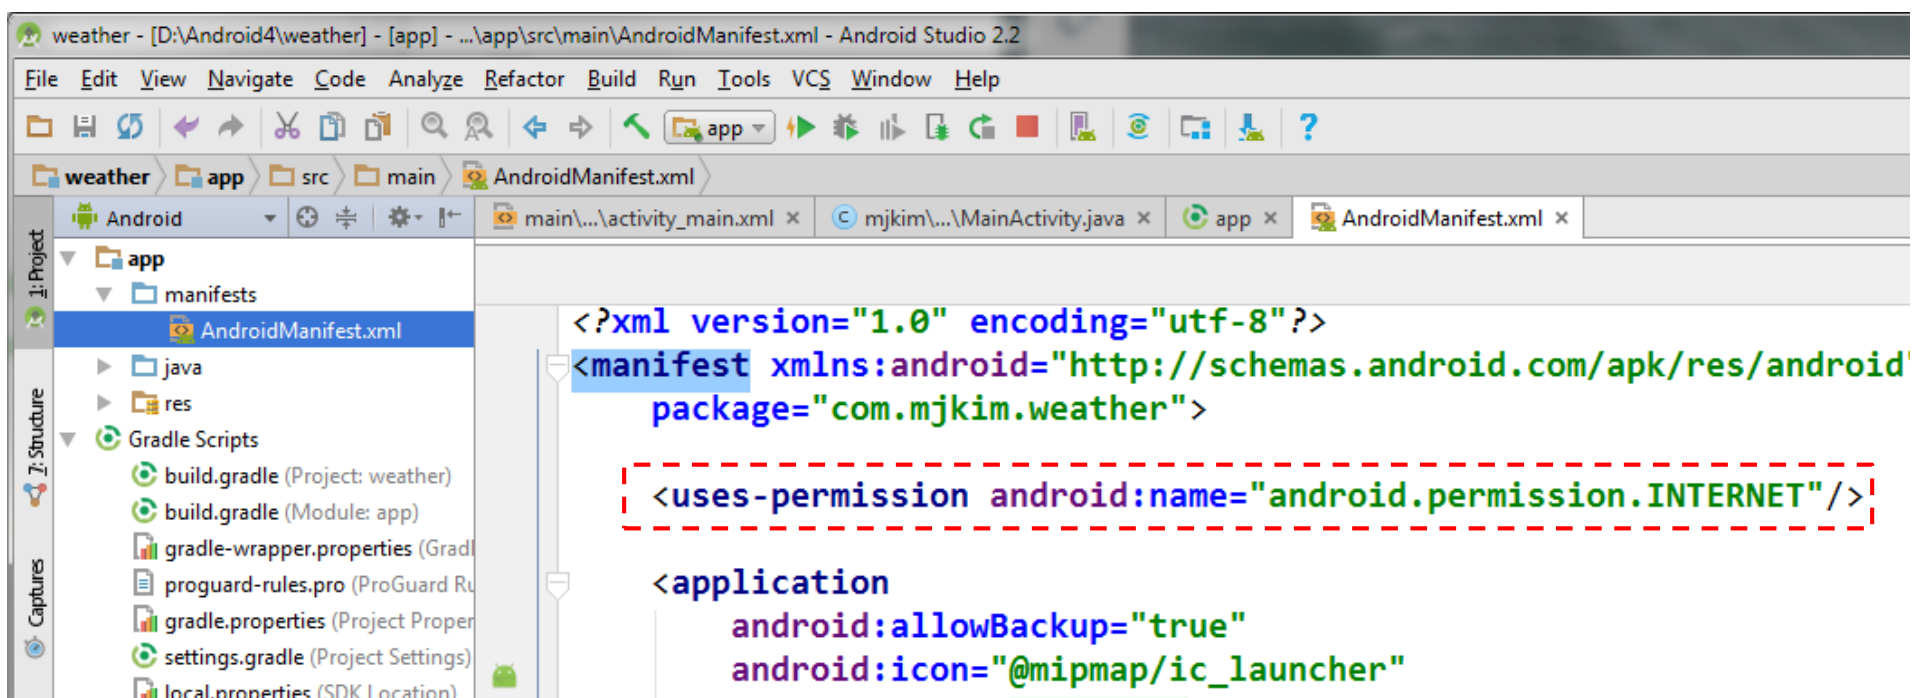 weather - [D:\Android4\weather] - [app] - ...\app\src\main\AndroidManifest.xml - Android Studio 2.2
File Edit View Navigate Code Analyze Refactor Build Run Tools VCS Window Help
app
?
weather app src main AndroidManifest.xml
Android
main\...\activity_main.xml mjkim\...\MainActivity.java app AndroidManifest.xml
1: Project
7: Structure
Captures
app
manifests
AndroidManifest.xml
java
res
Gradle Scripts
build.gradle (Project: weather)
build.gradle (Module: app)
gradle-wrapper.properties (Gradl
proguard-rules.pro (ProGuard Ru
gradle.properties (Project Proper
settings.gradle (Project Settings)
local.properties (SDK Location)
<?xml version="1.0" encoding="utf-8"?>
<manifest xmlns:android="http://schemas.android.com/apk/res/android"
package="com.mjkim.weather">
<uses-permission android:name="android.permission.INTERNET"/>
<application
android:allowBackup="true"
android:icon="@mipmap/ic_launcher"